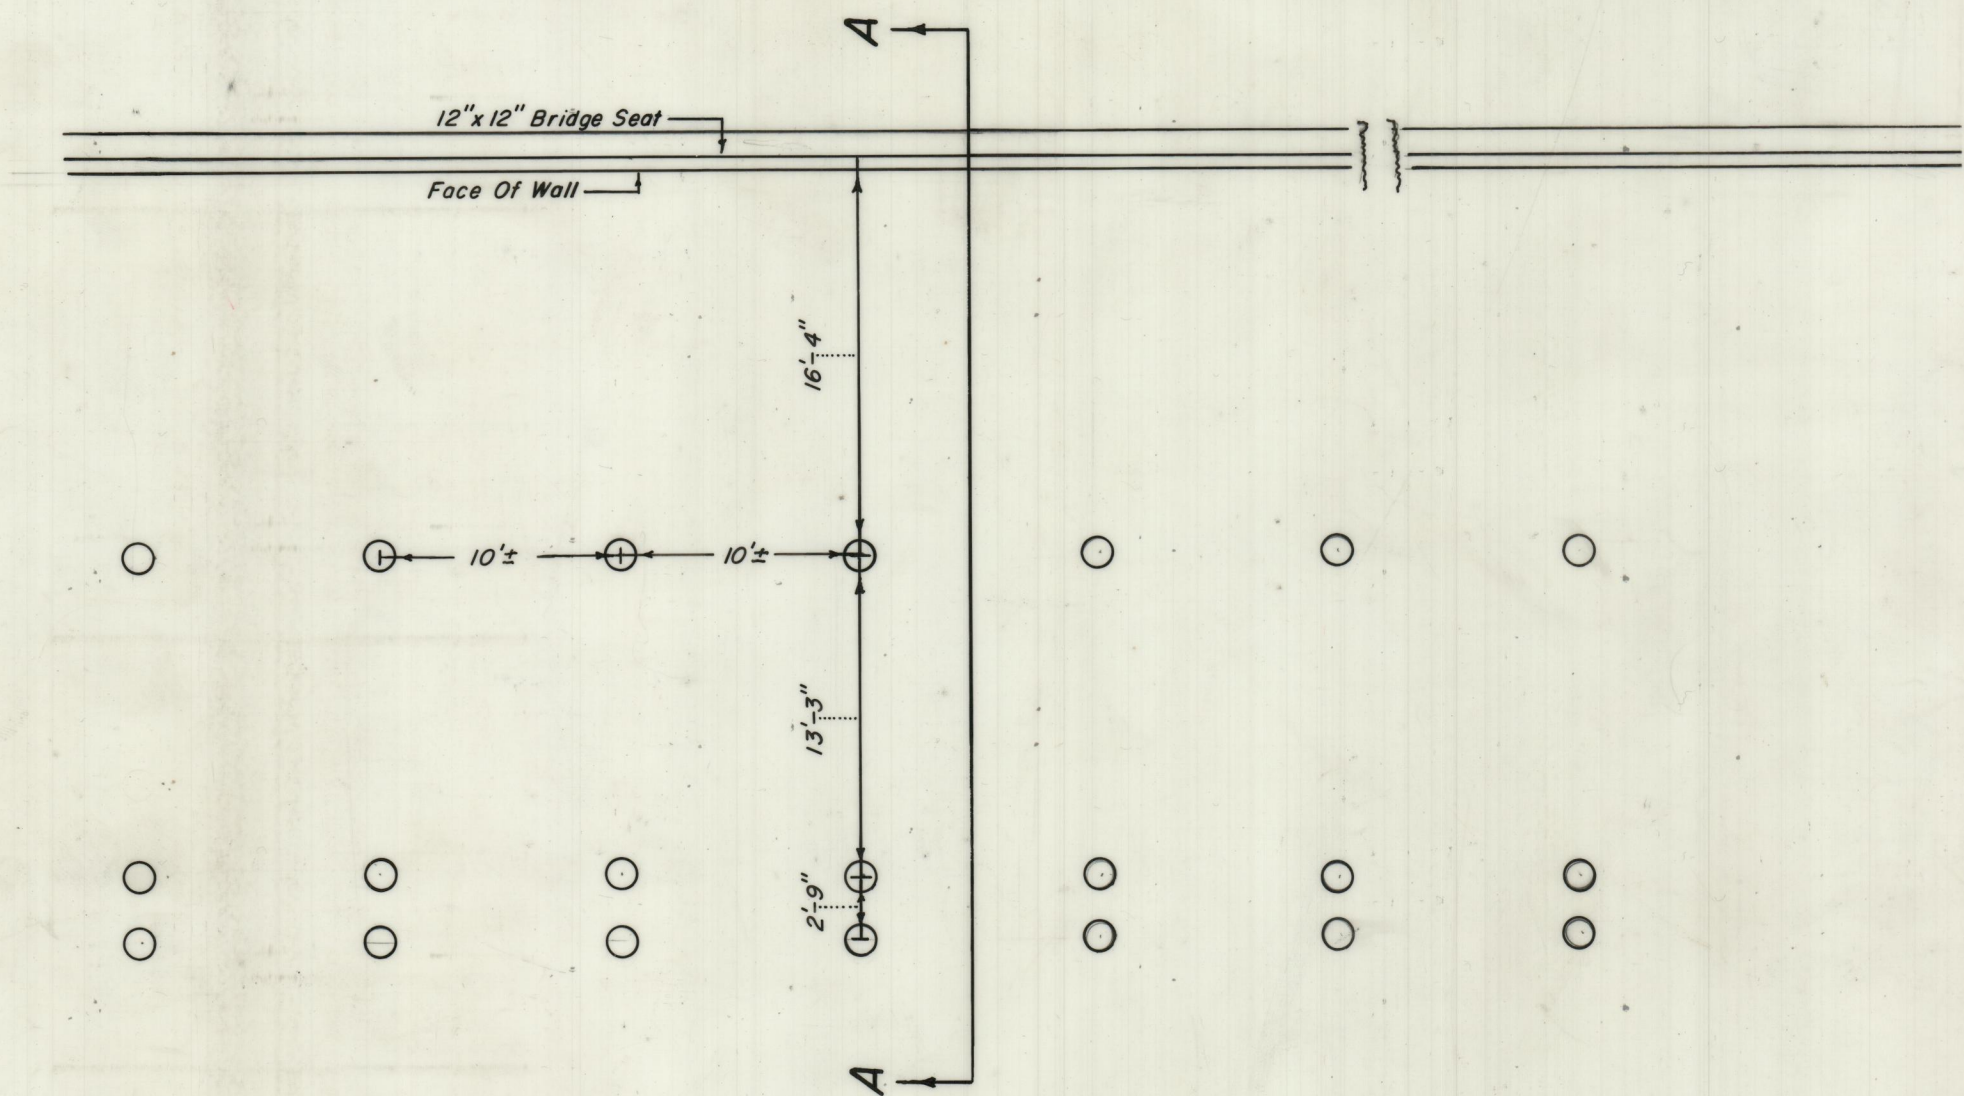 A
12"x12" Bridge Seat
Face Of Wall
16'-4"
10'±
10'±
13'-3"
2'-9"
A